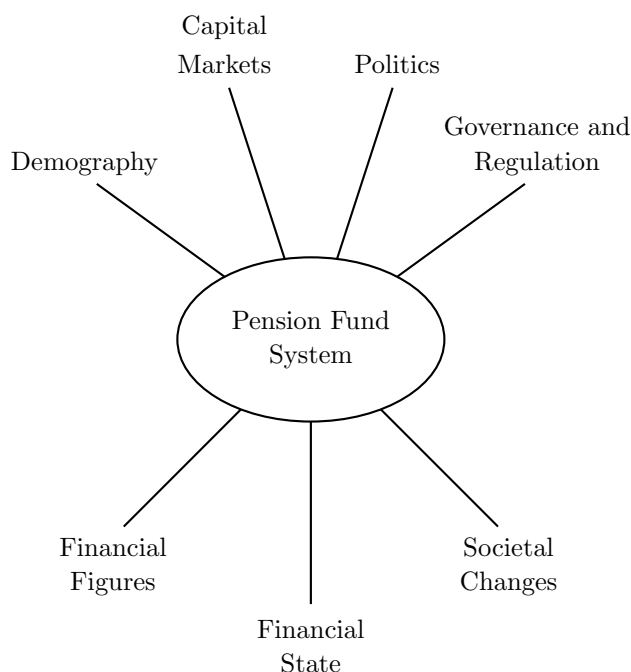 Capital
Markets
Politics
Governance and
Regulation
Demography
Pension Fund
System
Financial
Figures
Societal
Changes
Financial
State